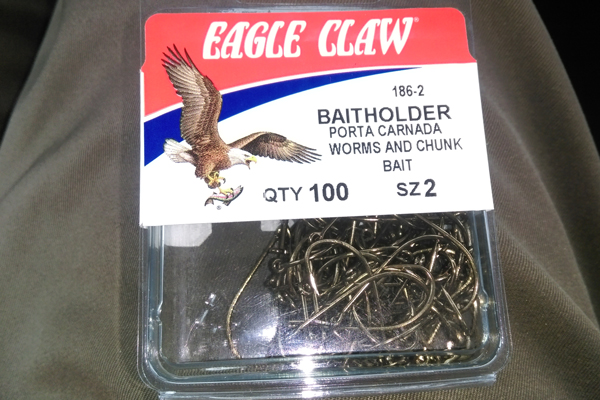 EAGLE CLAW®
186-2
BAITHOLDER
PORTA CARNADA
WORMS AND CHUNK
BAIT
QTY 100 SZ 2
®